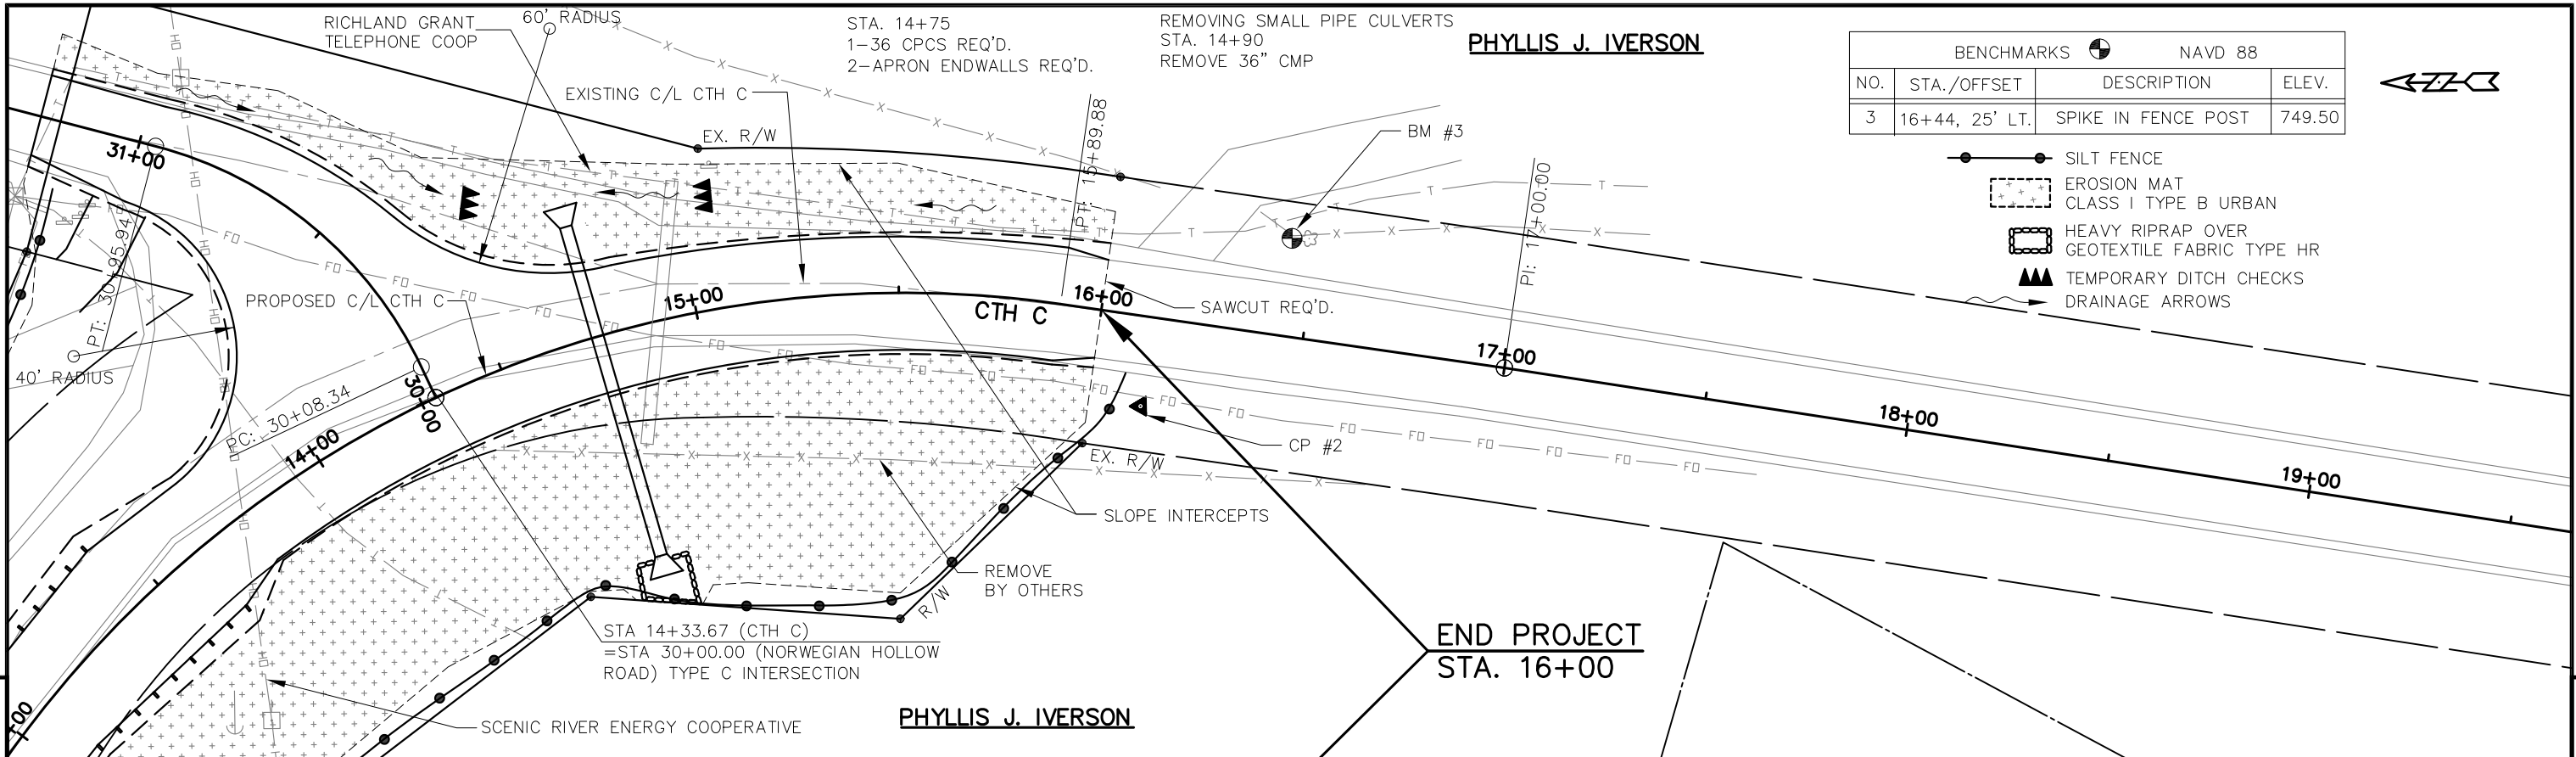 RICHLAND GRANT
TELEPHONE COOP
60' RADIUS
STA. 14+75
1-36 CPCS REQ'D.
2-APRON ENDWALLS REQ'D.
REMOVING SMALL PIPE CULVERTS
STA. 14+90
REMOVE 36" CMP
PHYLLIS J. IVERSON
BENCHMARKS NAVD 88
NO. STA./OFFSET DESCRIPTION ELEV.
3 16+44, 25' LT. SPIKE IN FENCE POST 749.50
N
SILT FENCE
EROSION MAT
CLASS I TYPE B URBAN
HEAVY RIPRAP OVER
GEOTEXTILE FABRIC TYPE HR
TEMPORARY DITCH CHECKS
DRAINAGE ARROWS
EXISTING C/L CTH C
EX. R/W
PT: 15+89.88
BM #3
PI: 17+00.00
31+00
PT: 30+95.94
PROPOSED C/L CTH C
40' RADIUS
PC: 30+08.34
30+00
14+00
15+00
CTH C
16+00
SAWCUT REQ'D.
17+00
18+00
19+00
CP #2
EX. R/W
SLOPE INTERCEPTS
REMOVE
BY OTHERS
R/W
STA 14+33.67 (CTH C)
=STA 30+00.00 (NORWEGIAN HOLLOW
ROAD) TYPE C INTERSECTION
END PROJECT
STA. 16+00
SCENIC RIVER ENERGY COOPERATIVE
PHYLLIS J. IVERSON
+00